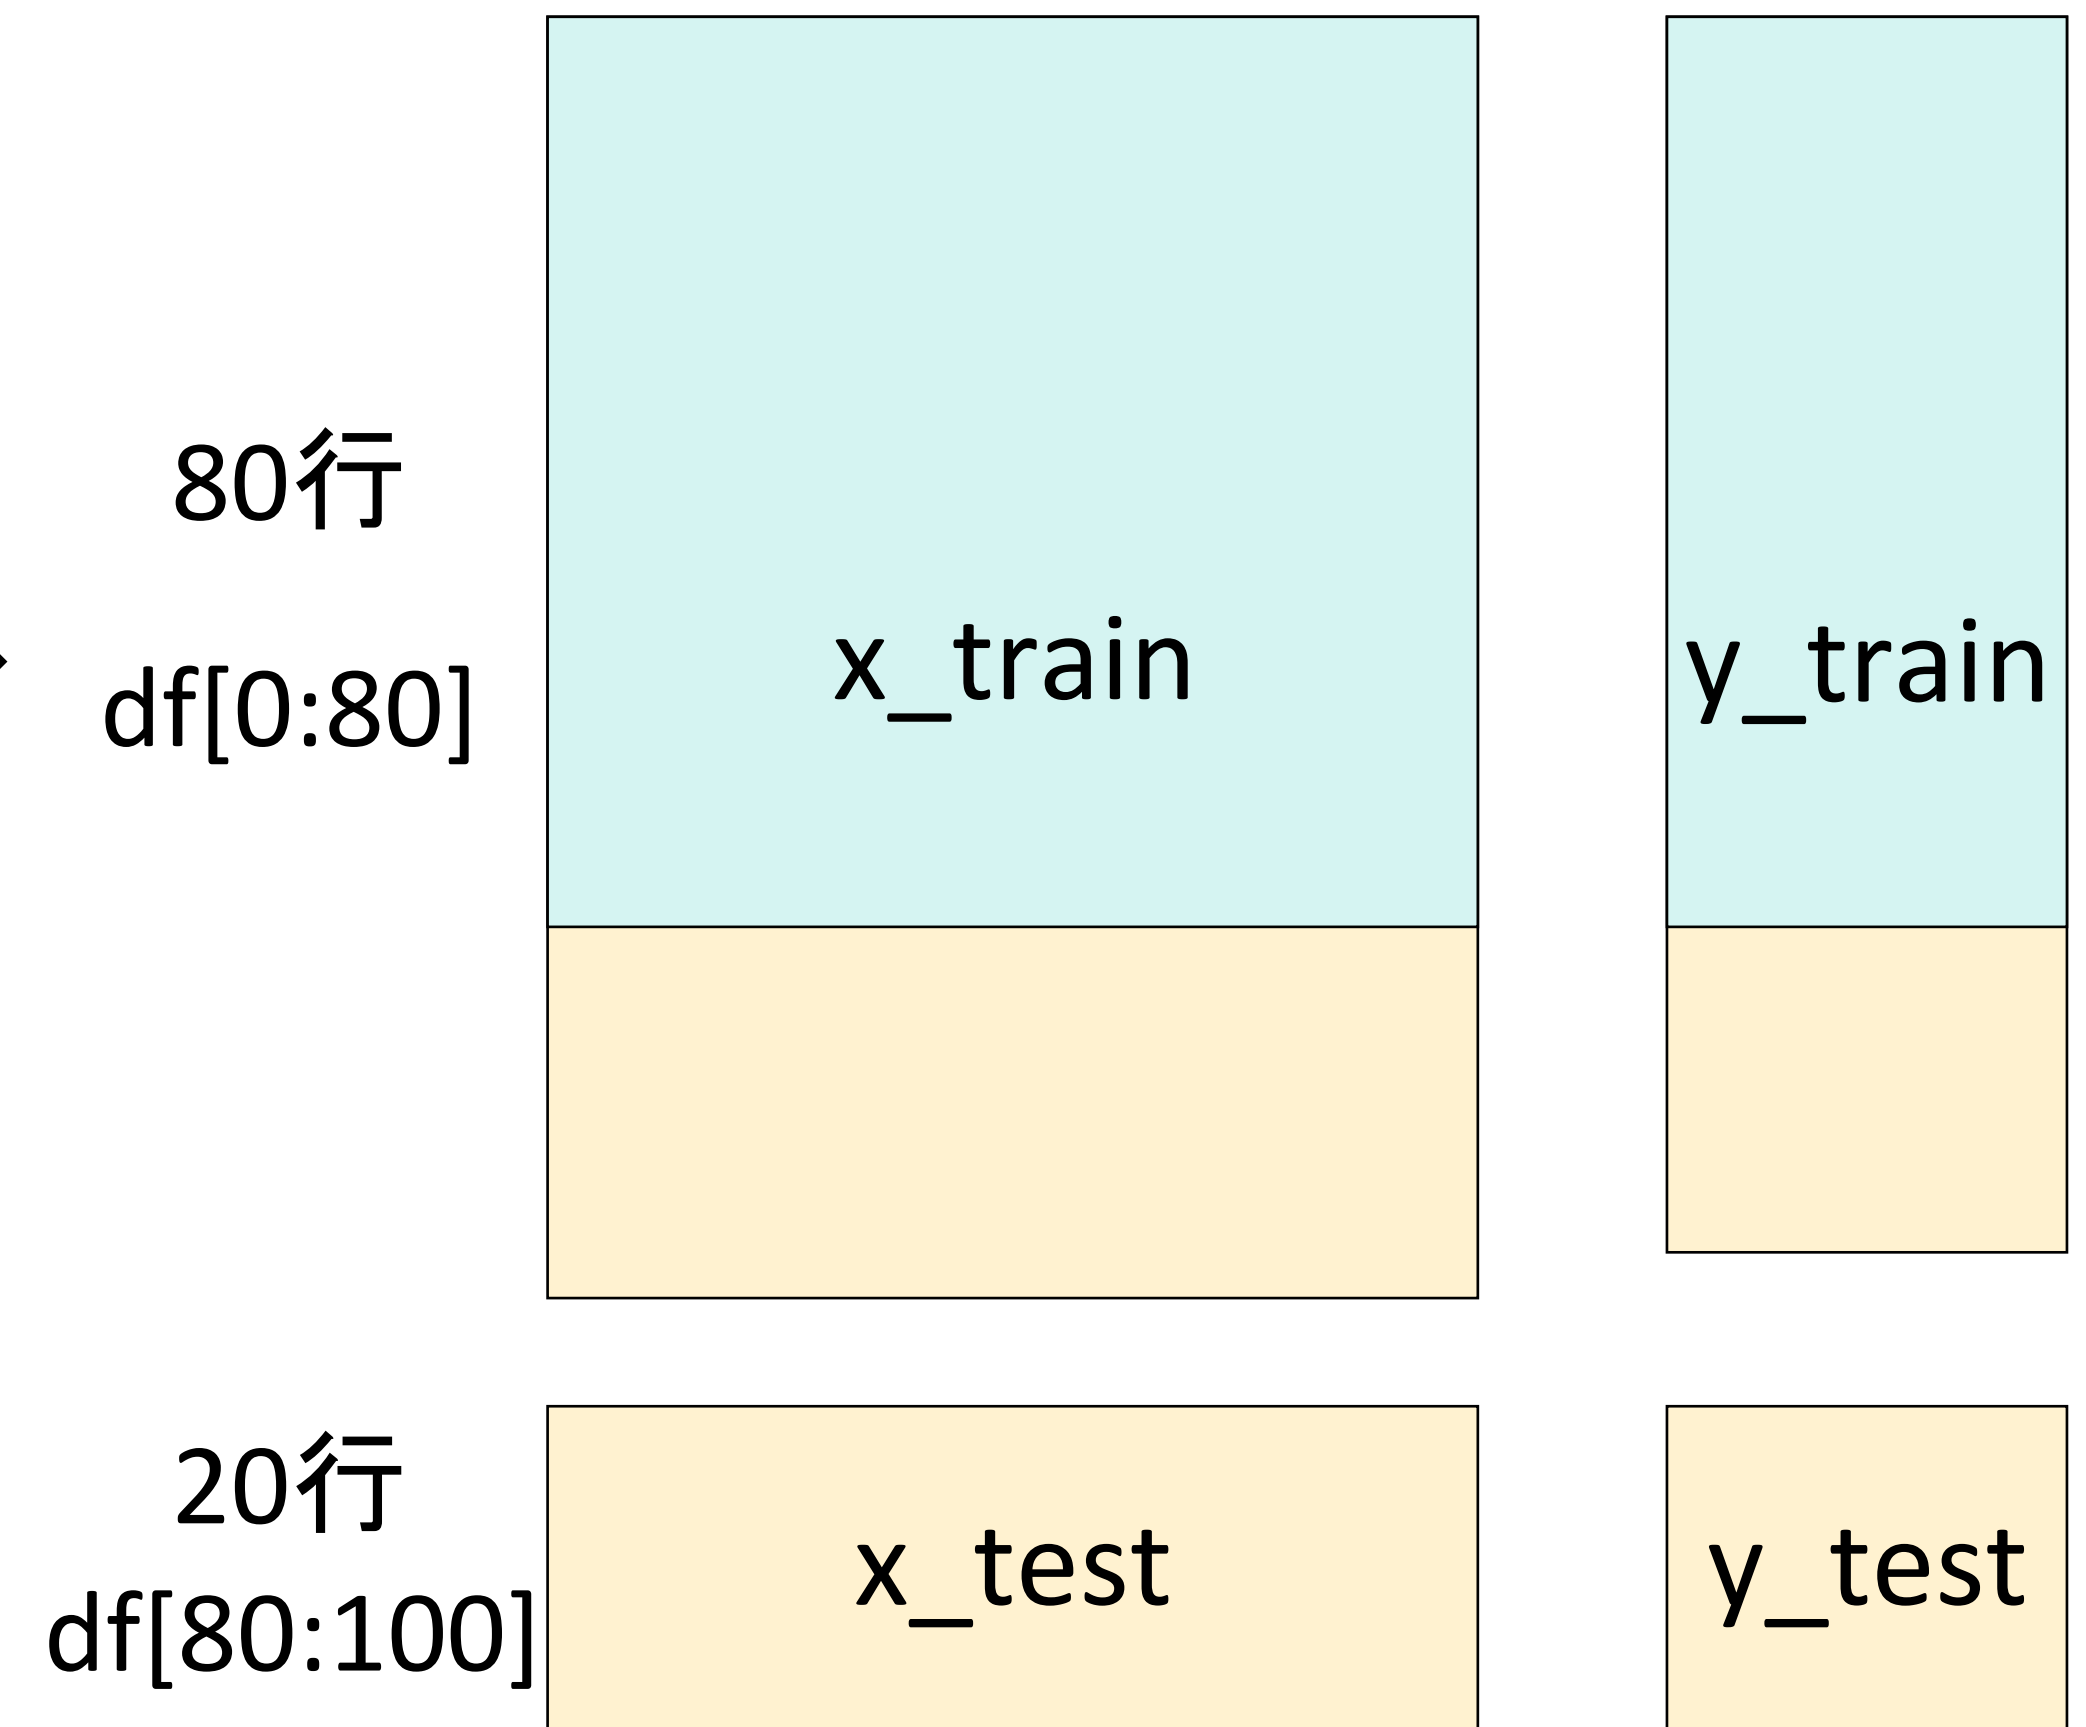 80行
df[0:80]
x_train
y_train
20行
df[80:100]
x_test
y_test